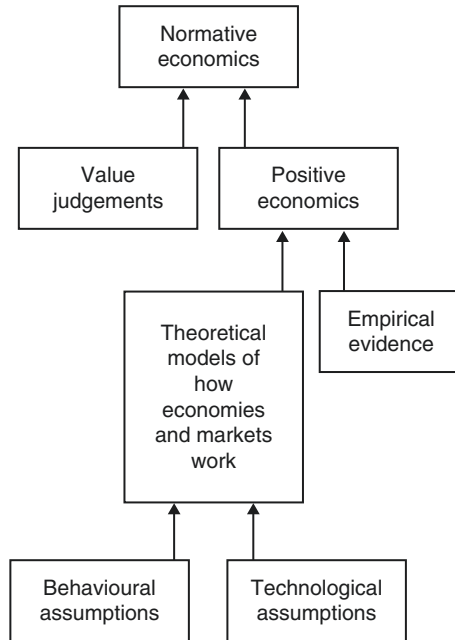 Normative
economics
Value
judgements
Positive
economics
Theoretical
models of
how
economies
and markets
work
Empirical
evidence
Behavioural
assumptions
Technological
assumptions